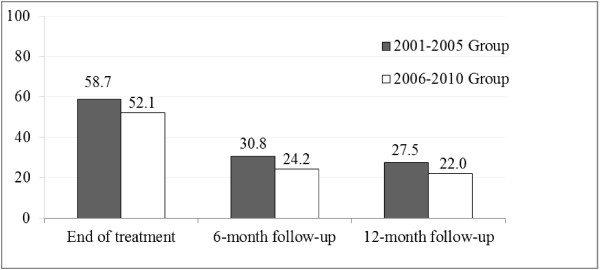 100
80
60
40
20
0
2001-2005 Group
2006-2010 Group
58.7
52.1
30.8
24.2
27.5
22.0
End of treatment
6-month follow-up
12-month follow-up